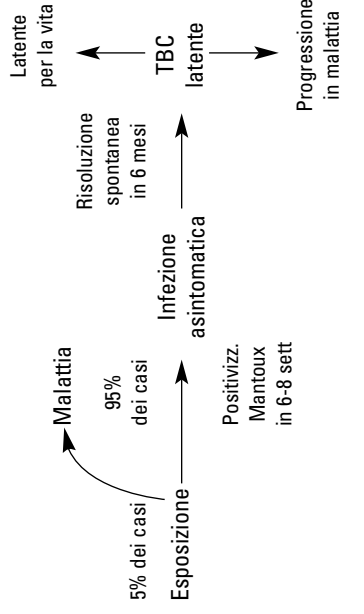 5% dei casi
Esposizione
Malattia
95%
dei casi
Positivizz.
Mantoux
in 6-8 sett
Infezione
asintomatica
Risoluzione
spontanea
in 6 mesi
TBC
latente
Latente
per la vita
Progressione
in malattia